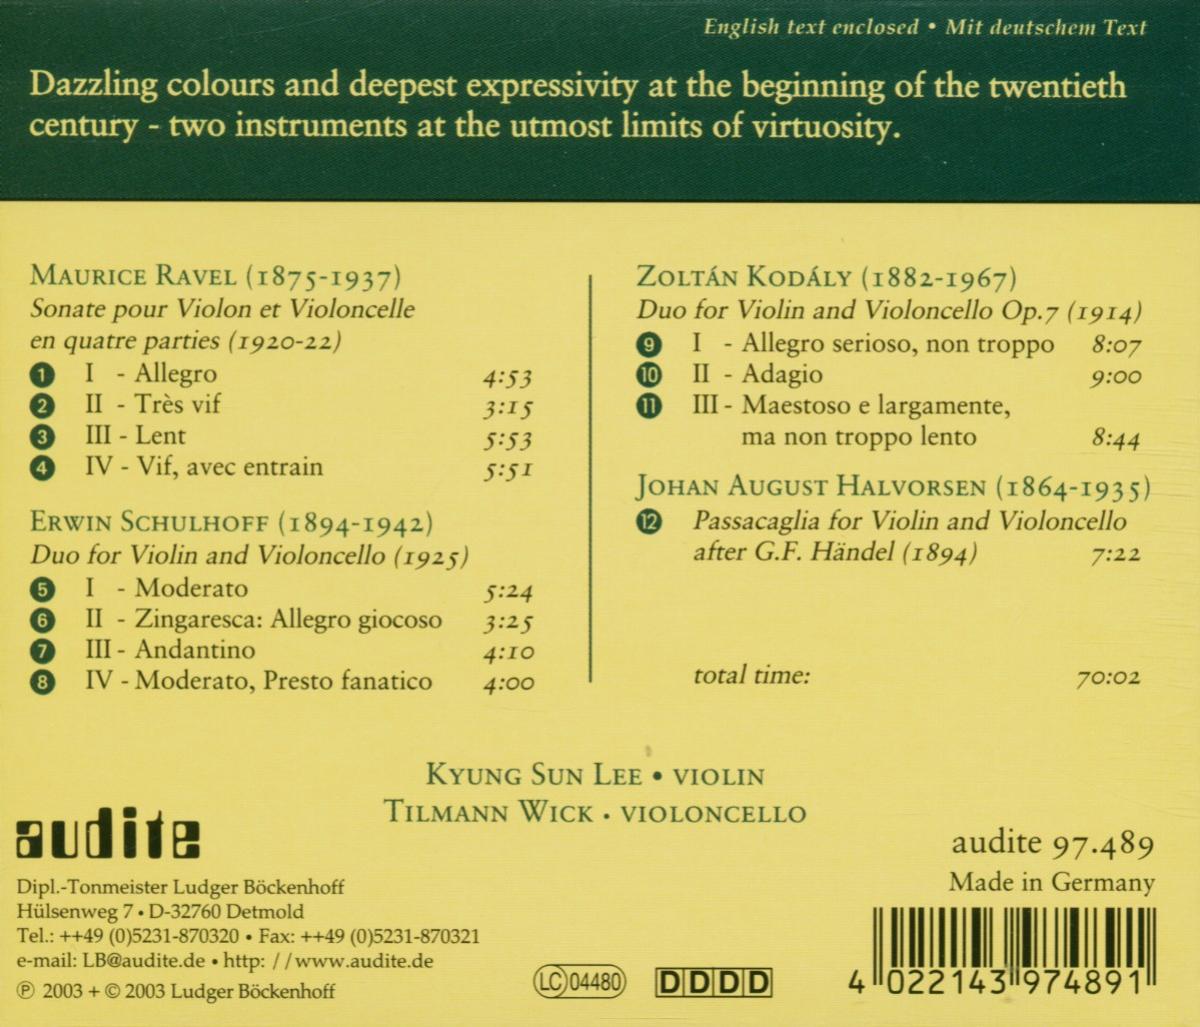 English text enclosed • Mit deutschem Text
Dazzling colours and deepest expressivity at the beginning of the twentieth
century - two instruments at the utmost limits of virtuosity.
Maurice Ravel (1875-1937)
Sonate pour Violon et Violoncelle
en quatre parties (1920-22)
1 I - Allegro 4:53
2 II - Très vif 3:15
3 III - Lent 5:53
4 IV - Vif, avec entrain 5:51
Erwin Schulhoff (1894-1942)
Duo for Violin and Violoncello (1925)
5 I - Moderato 5:24
6 II - Zingaresca: Allegro giocoso 3:25
7 III - Andantino 4:10
8 IV - Moderato, Presto fanatico 4:00
Zoltán Kodály (1882-1967)
Duo for Violin and Violoncello Op.7 (1914)
9 I - Allegro serioso, non troppo 8:07
10 II - Adagio 9:00
11 III - Maestoso e largamente,
ma non troppo lento 8:44
Johan August Halvorsen (1864-1935)
12 Passacaglia for Violin and Violoncello
after G.F. Händel (1894) 7:22
total time: 70:02
Kyung Sun Lee • violin
Tilmann Wick • violoncello
audite
Dipl.-Tonmeister Ludger Böckenhoff
Hülsenweg 7 • D-32760 Detmold
Tel.: ++49 (0)5231-870320 • Fax: ++49 (0)5231-870321
e-mail: LB@audite.de • http: //www.audite.de
℗ 2003 + © 2003 Ludger Böckenhoff
LC 04480
DDDD
audite 97.489
Made in Germany
4 022143 974891